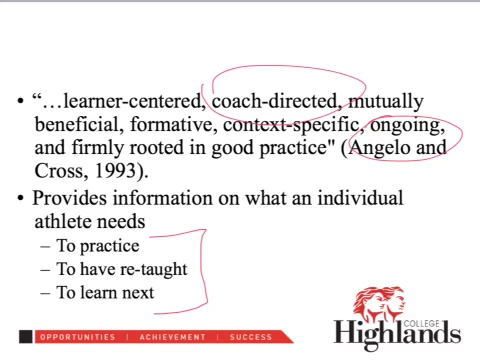 • “…learner-centered, coach-directed, mutually
beneficial, formative, context-specific, ongoing,
and firmly rooted in good practice" (Angelo and
Cross, 1993).
• Provides information on what an individual
athlete needs
– To practice
– To have re-taught
– To learn next
COLLEGE
Highlands
OPPORTUNITIES | ACHIEVEMENT | SUCCESS